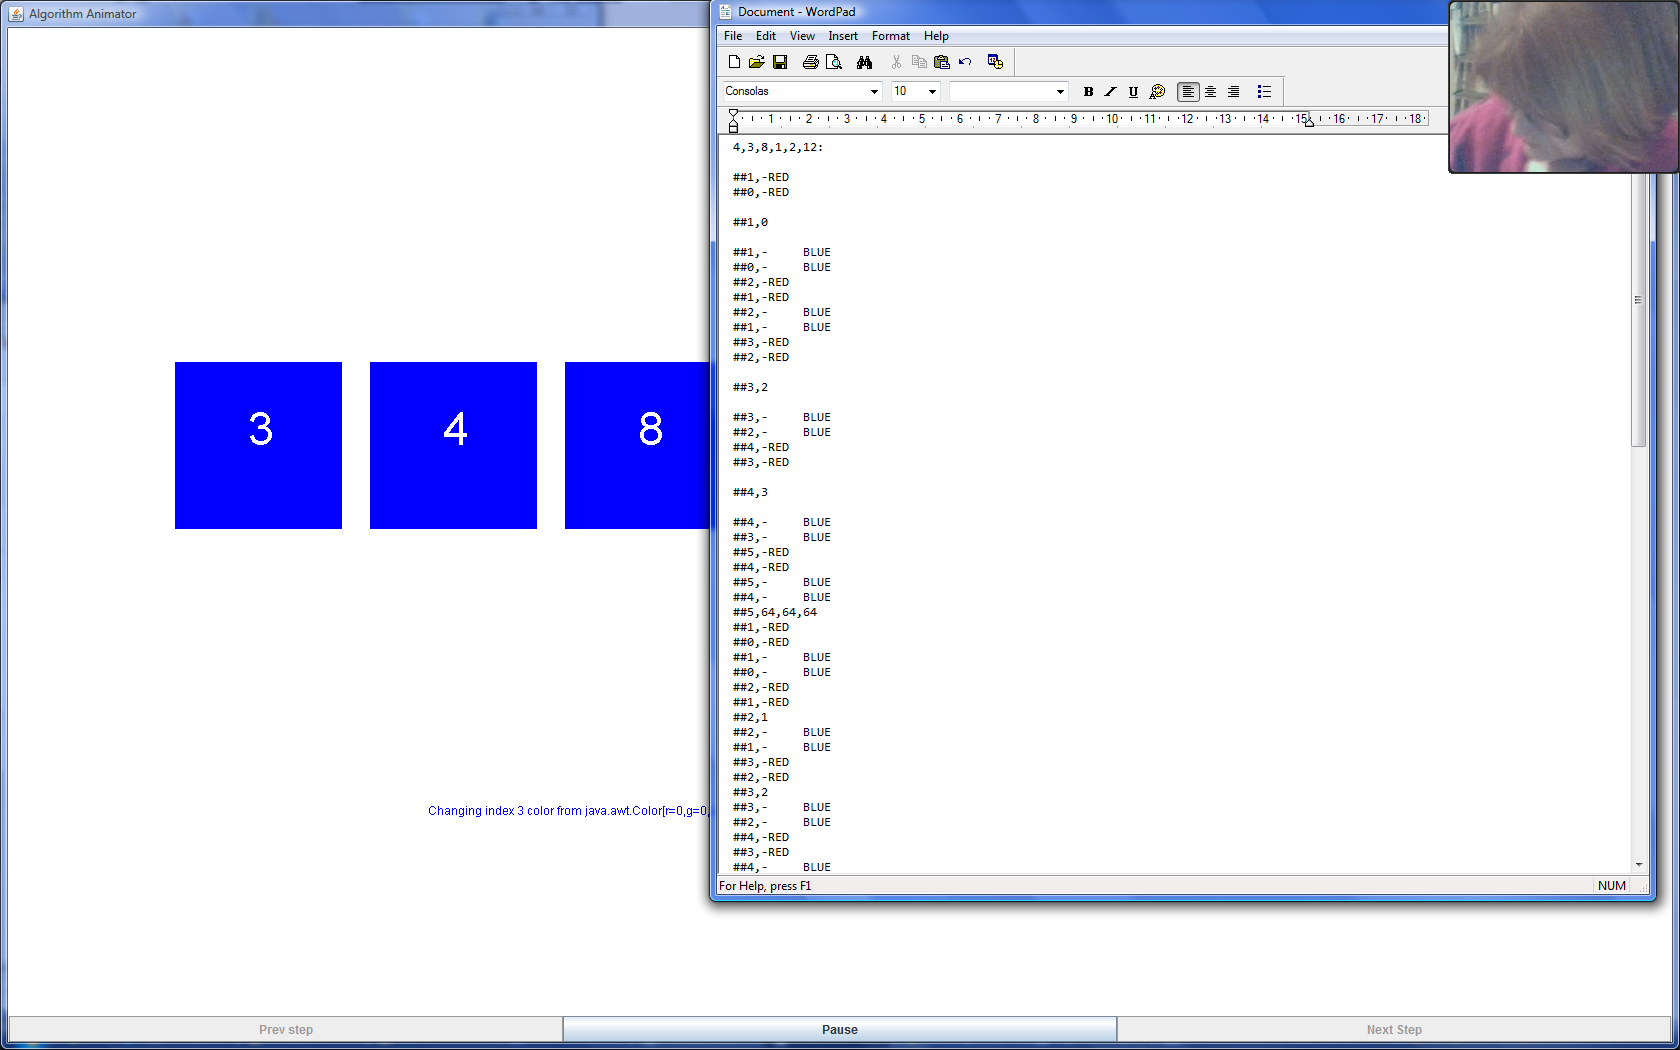 Algorithm Animator
3 4 8
Changing index 3 color from java.awt.Color[r=0,g=0,
Prev step Pause Next Step
Document - WordPad
File Edit View Insert Format Help
Consolas 10
B I U
1 2 3 4 5 6 7 8 9 10 11 12 13 14 15 16 17 18
4,3,8,1,2,12:
##1,-RED
##0,-RED
##1,0
##1,- BLUE
##0,- BLUE
##2,-RED
##1,-RED
##2,- BLUE
##1,- BLUE
##3,-RED
##2,-RED
##3,2
##3,- BLUE
##2,- BLUE
##4,-RED
##3,-RED
##4,3
##4,- BLUE
##3,- BLUE
##5,-RED
##4,-RED
##5,- BLUE
##4,- BLUE
##5,64,64,64
##1,-RED
##0,-RED
##1,- BLUE
##0,- BLUE
##2,-RED
##1,-RED
##2,1
##2,- BLUE
##1,- BLUE
##3,-RED
##2,-RED
##3,2
##3,- BLUE
##2,- BLUE
##4,-RED
##3,-RED
##4,- BLUE
For Help, press F1
NUM